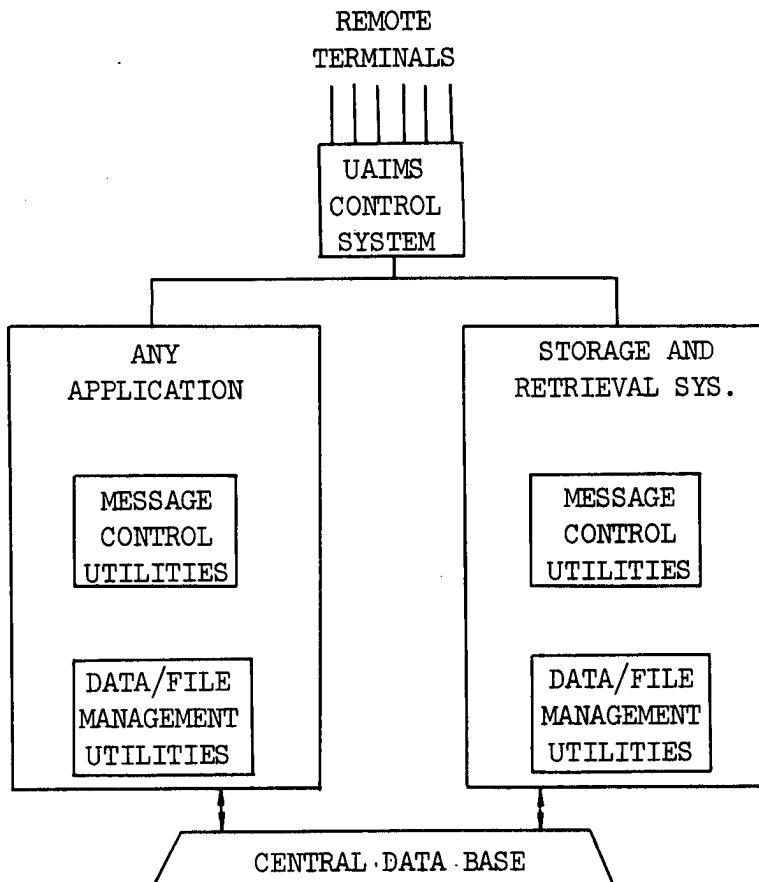 REMOTE
TERMINALS
UAIMS
CONTROL
SYSTEM
ANY
APPLICATION
MESSAGE
CONTROL
UTILITIES
DATA/FILE
MANAGEMENT
UTILITIES
STORAGE AND
RETRIEVAL SYS.
MESSAGE
CONTROL
UTILITIES
DATA/FILE
MANAGEMENT
UTILITIES
CENTRAL DATA BASE